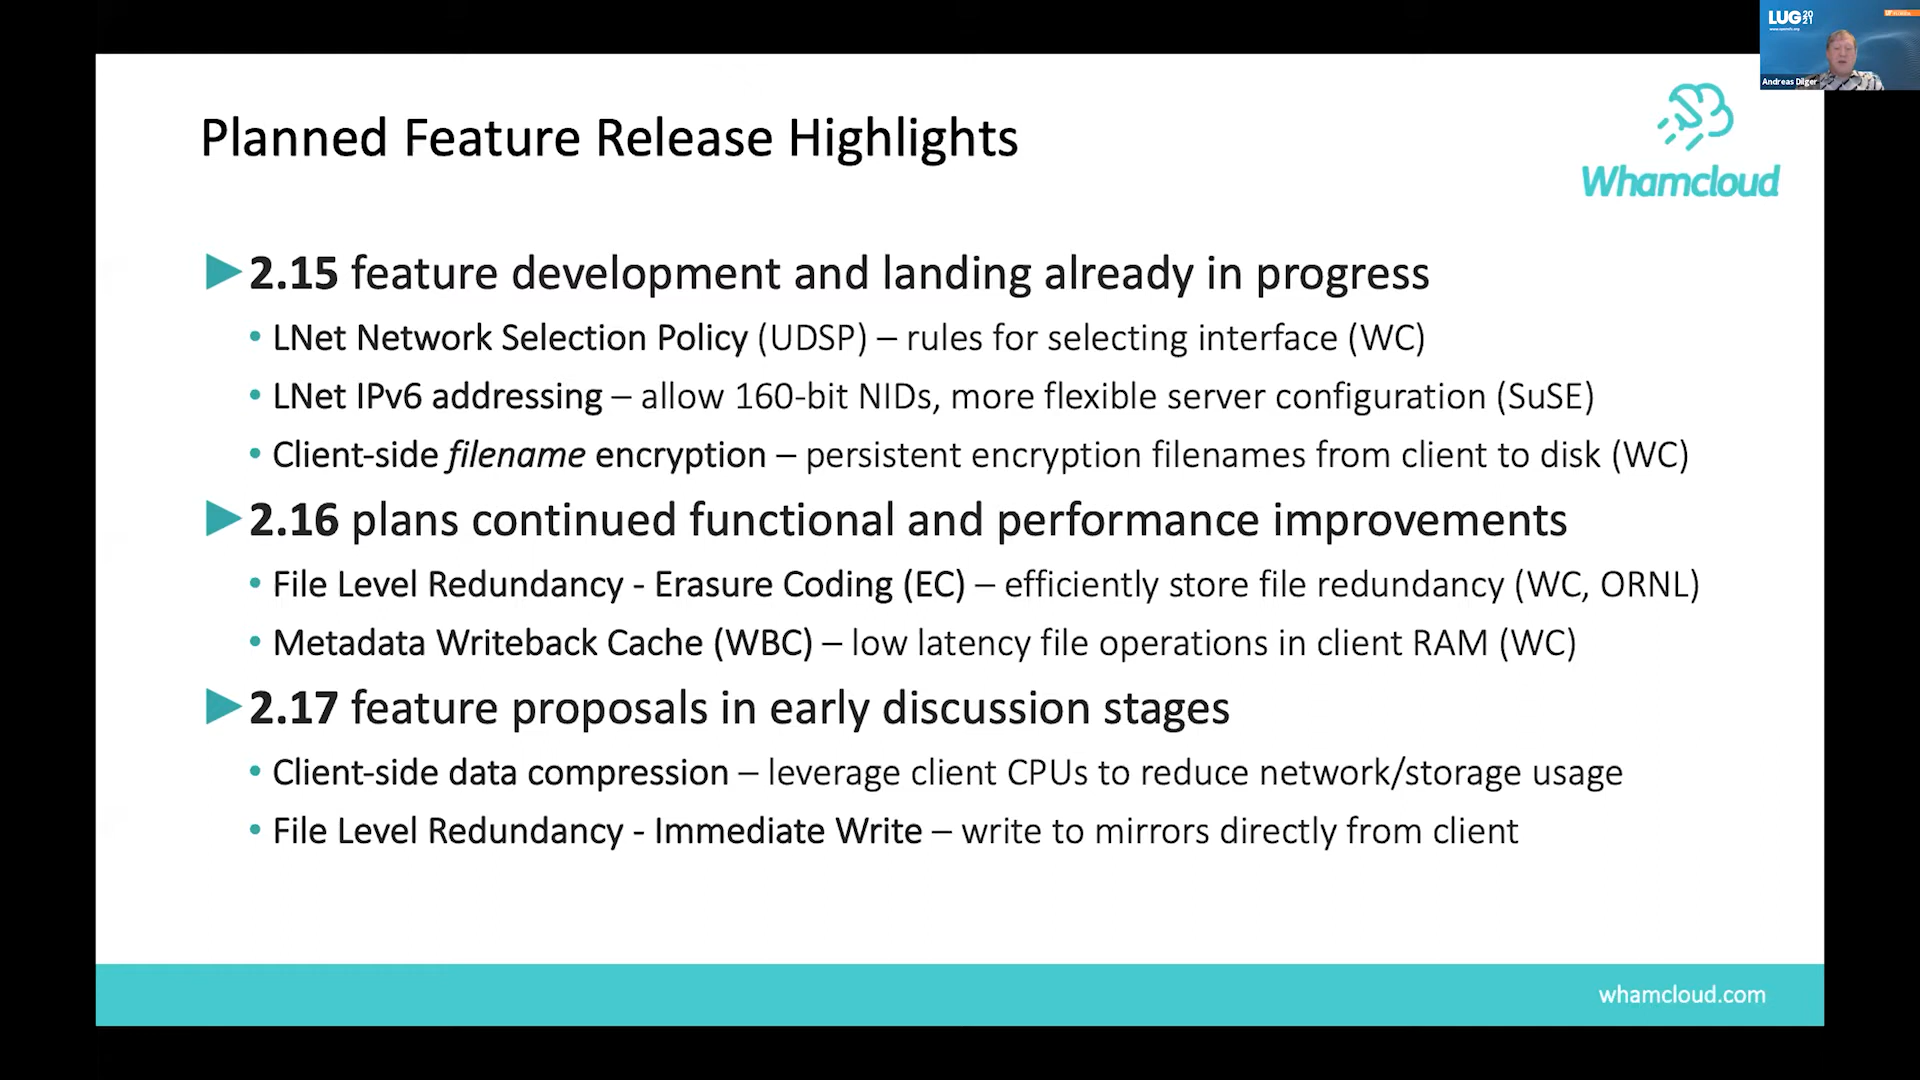 LUG 20 21
Andreas Dilger
Whamcloud
Planned Feature Release Highlights
2.15 feature development and landing already in progress
• LNet Network Selection Policy (UDSP) – rules for selecting interface (WC)
• LNet IPv6 addressing – allow 160-bit NIDs, more flexible server configuration (SuSE)
• Client-side filename encryption – persistent encryption filenames from client to disk (WC)
2.16 plans continued functional and performance improvements
• File Level Redundancy - Erasure Coding (EC) – efficiently store file redundancy (WC, ORNL)
• Metadata Writeback Cache (WBC) – low latency file operations in client RAM (WC)
2.17 feature proposals in early discussion stages
• Client-side data compression – leverage client CPUs to reduce network/storage usage
• File Level Redundancy - Immediate Write – write to mirrors directly from client
whamcloud.com